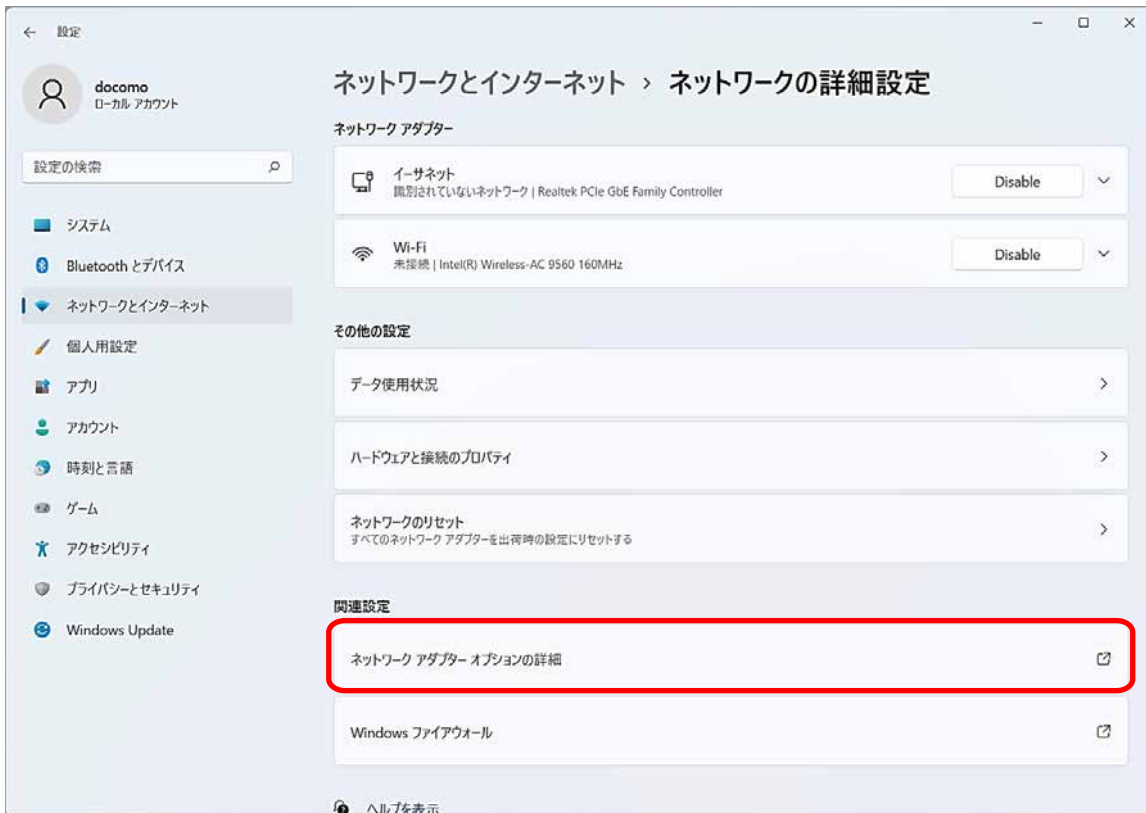 ← 設定
docomo
ローカル アカウント
設定の検索
システム
Bluetooth とデバイス
ネットワークとインターネット
個人用設定
アプリ
アカウント
時刻と言語
ゲーム
アクセシビリティ
プライバシーとセキュリティ
Windows Update
ネットワークとインターネット › ネットワークの詳細設定
ネットワーク アダプター
イーサネット
識別されていないネットワーク | Realtek PCIe GbE Family Controller
Disable
Wi-Fi
未接続 | Intel(R) Wireless-AC 9560 160MHz
Disable
その他の設定
データ使用状況
ハードウェアと接続のプロパティ
ネットワークのリセット
すべてのネットワーク アダプターを出荷時の設定にリセットする
関連設定
ネットワーク アダプター オプションの詳細
Windows ファイアウォール
ヘルプを表示